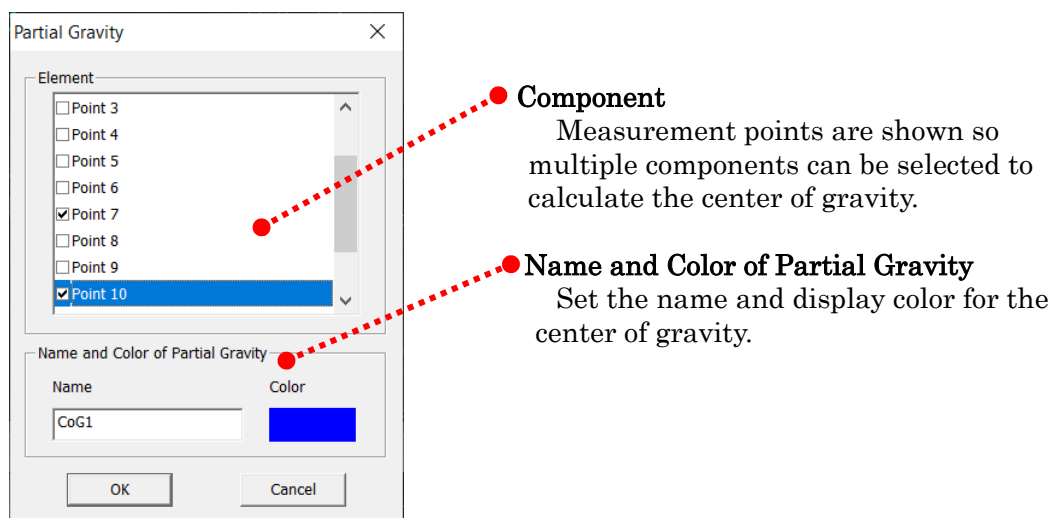 Partial Gravity
Element
Point 3
Point 4
Point 5
Point 6
Point 7
Point 8
Point 9
Point 10
Name and Color of Partial Gravity
Name
Color
CoG1
OK
Cancel
Component
Measurement points are shown so
multiple components can be selected to
calculate the center of gravity.
Name and Color of Partial Gravity
Set the name and display color for the
center of gravity.